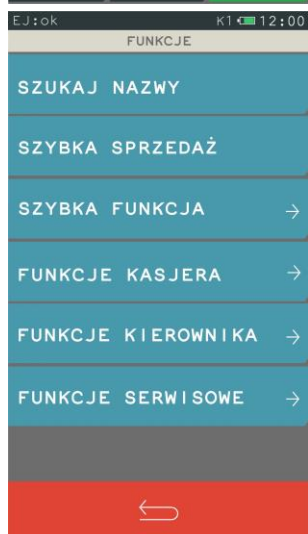 EJ:ok K1 12:00
FUNKCJE
SZUKAJ NAZWY
SZYBKA SPRZEDAŻ
SZYBKA FUNKCJA
FUNKCJE KASJERA
FUNKCJE KIEROWNIKA
FUNKCJE SERWISOWE